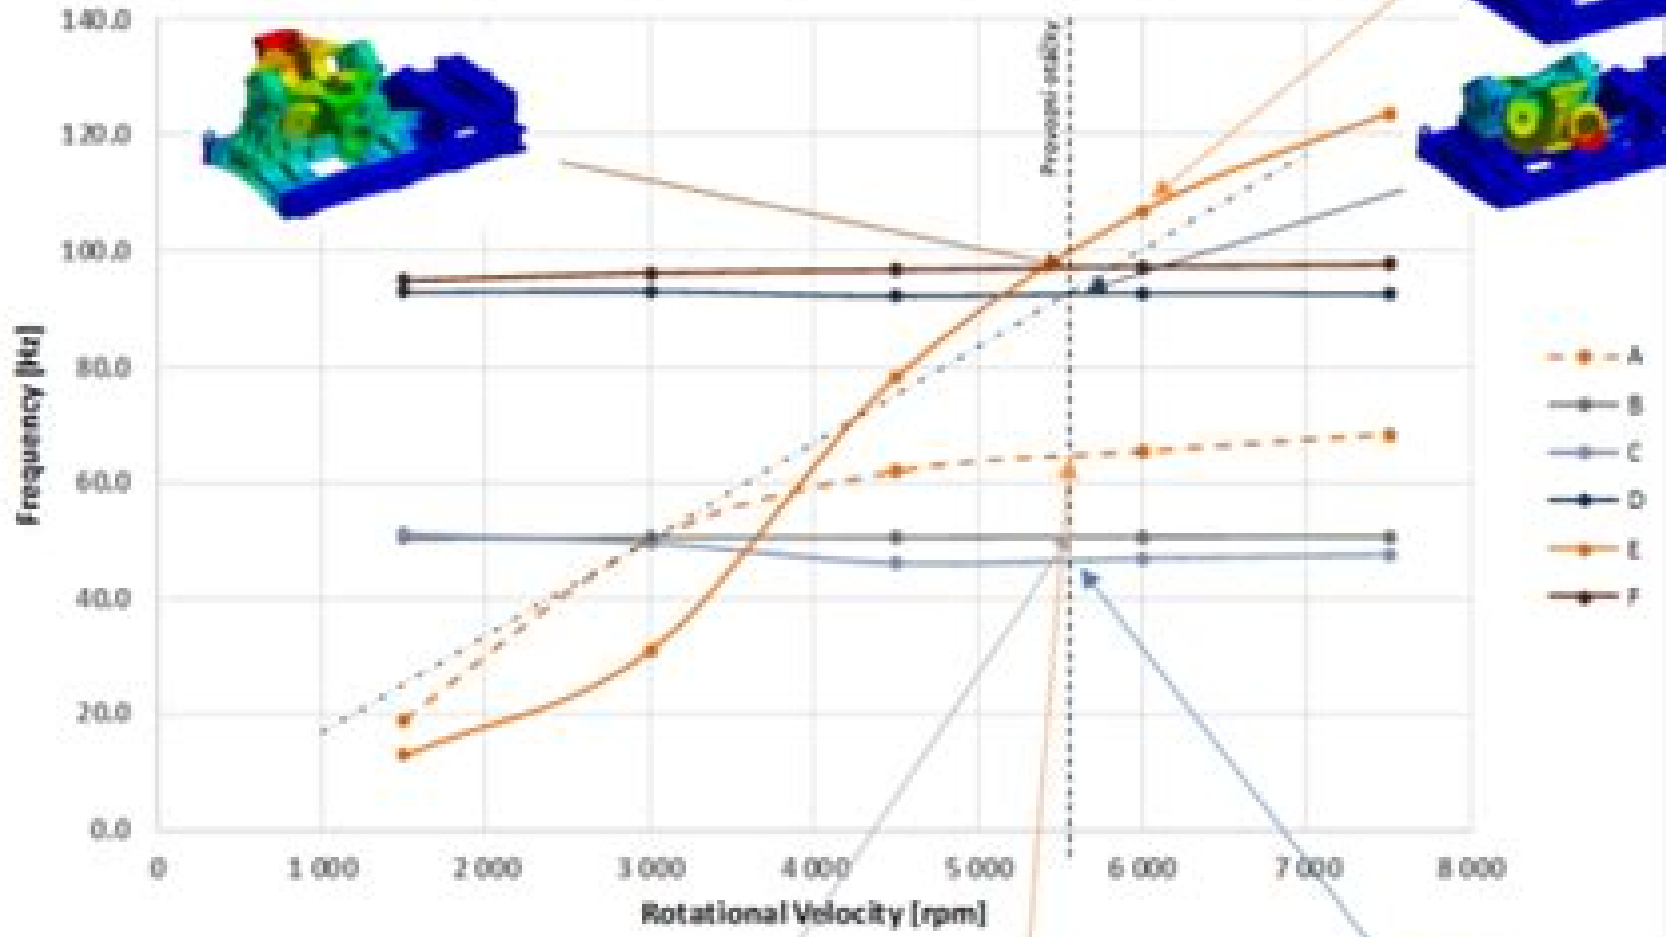 140.0
120.0
100.0
80.0
60.0
40.0
20.0
0.0
Frequency [Hz]
Provozní otáčky
0
1 000
2 000
3 000
4 000
5 000
6 000
7 000
8 000
Rotational Velocity [rpm]
A
B
C
D
E
F